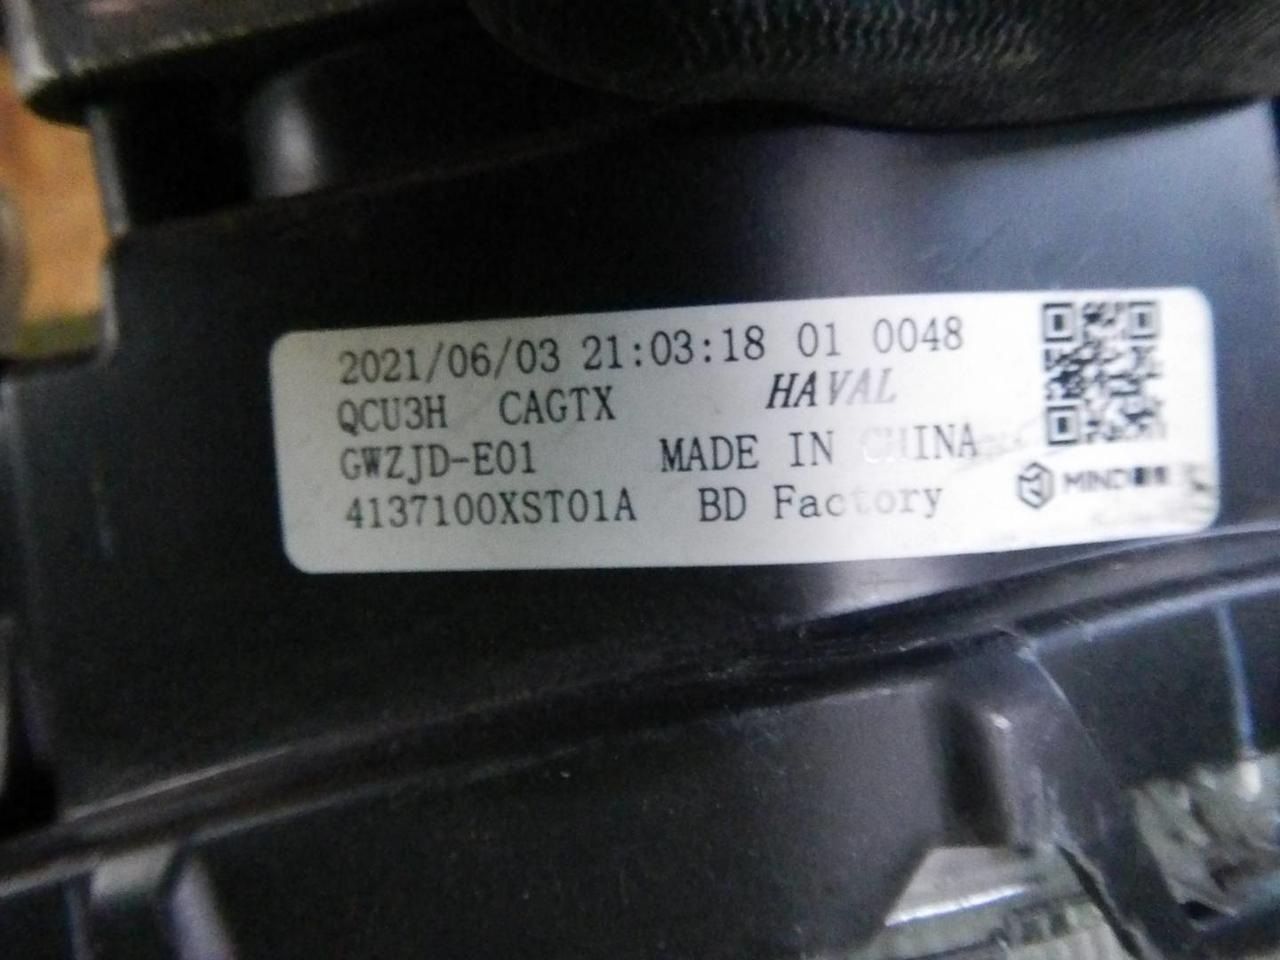 2021/06/03 21:03:18 01 0048
QCU3H CAGTX HAVAL
GWZJD-E01 MADE IN CHINA
4137100XST01A BD Factory
MIND